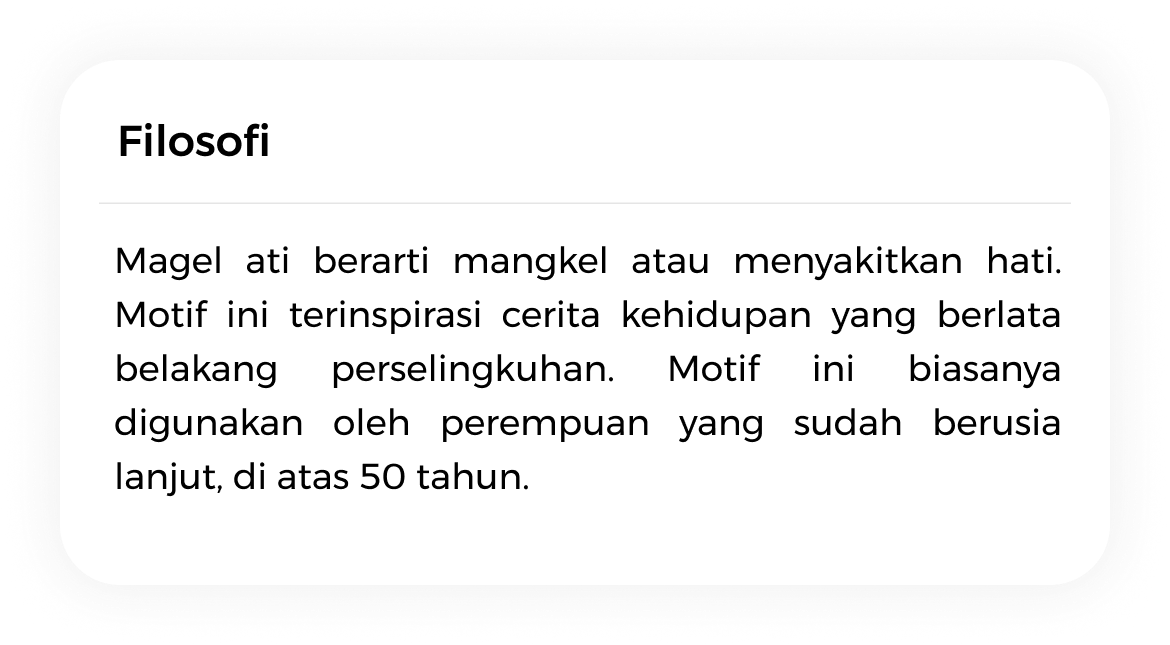 Filosofi
Magel ati berarti mangkel atau menyakitkan hati.
Motif ini terinspirasi cerita kehidupan yang berlata
belakang perselingkuhan. Motif ini biasanya
digunakan oleh perempuan yang sudah berusia
lanjut, di atas 50 tahun.